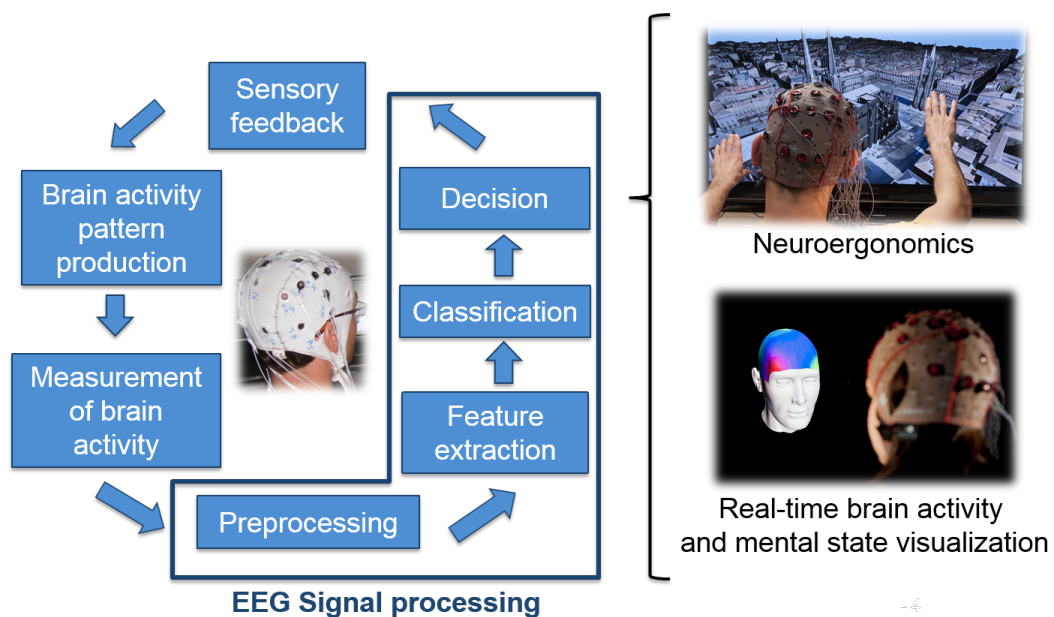 Sensory
feedback
Brain activity
pattern
production
Measurement
of brain
activity
Preprocessing
Feature
extraction
Classification
Decision
EEG Signal processing
Neuroergonomics
Real-time brain activity
and mental state visualization
- 4